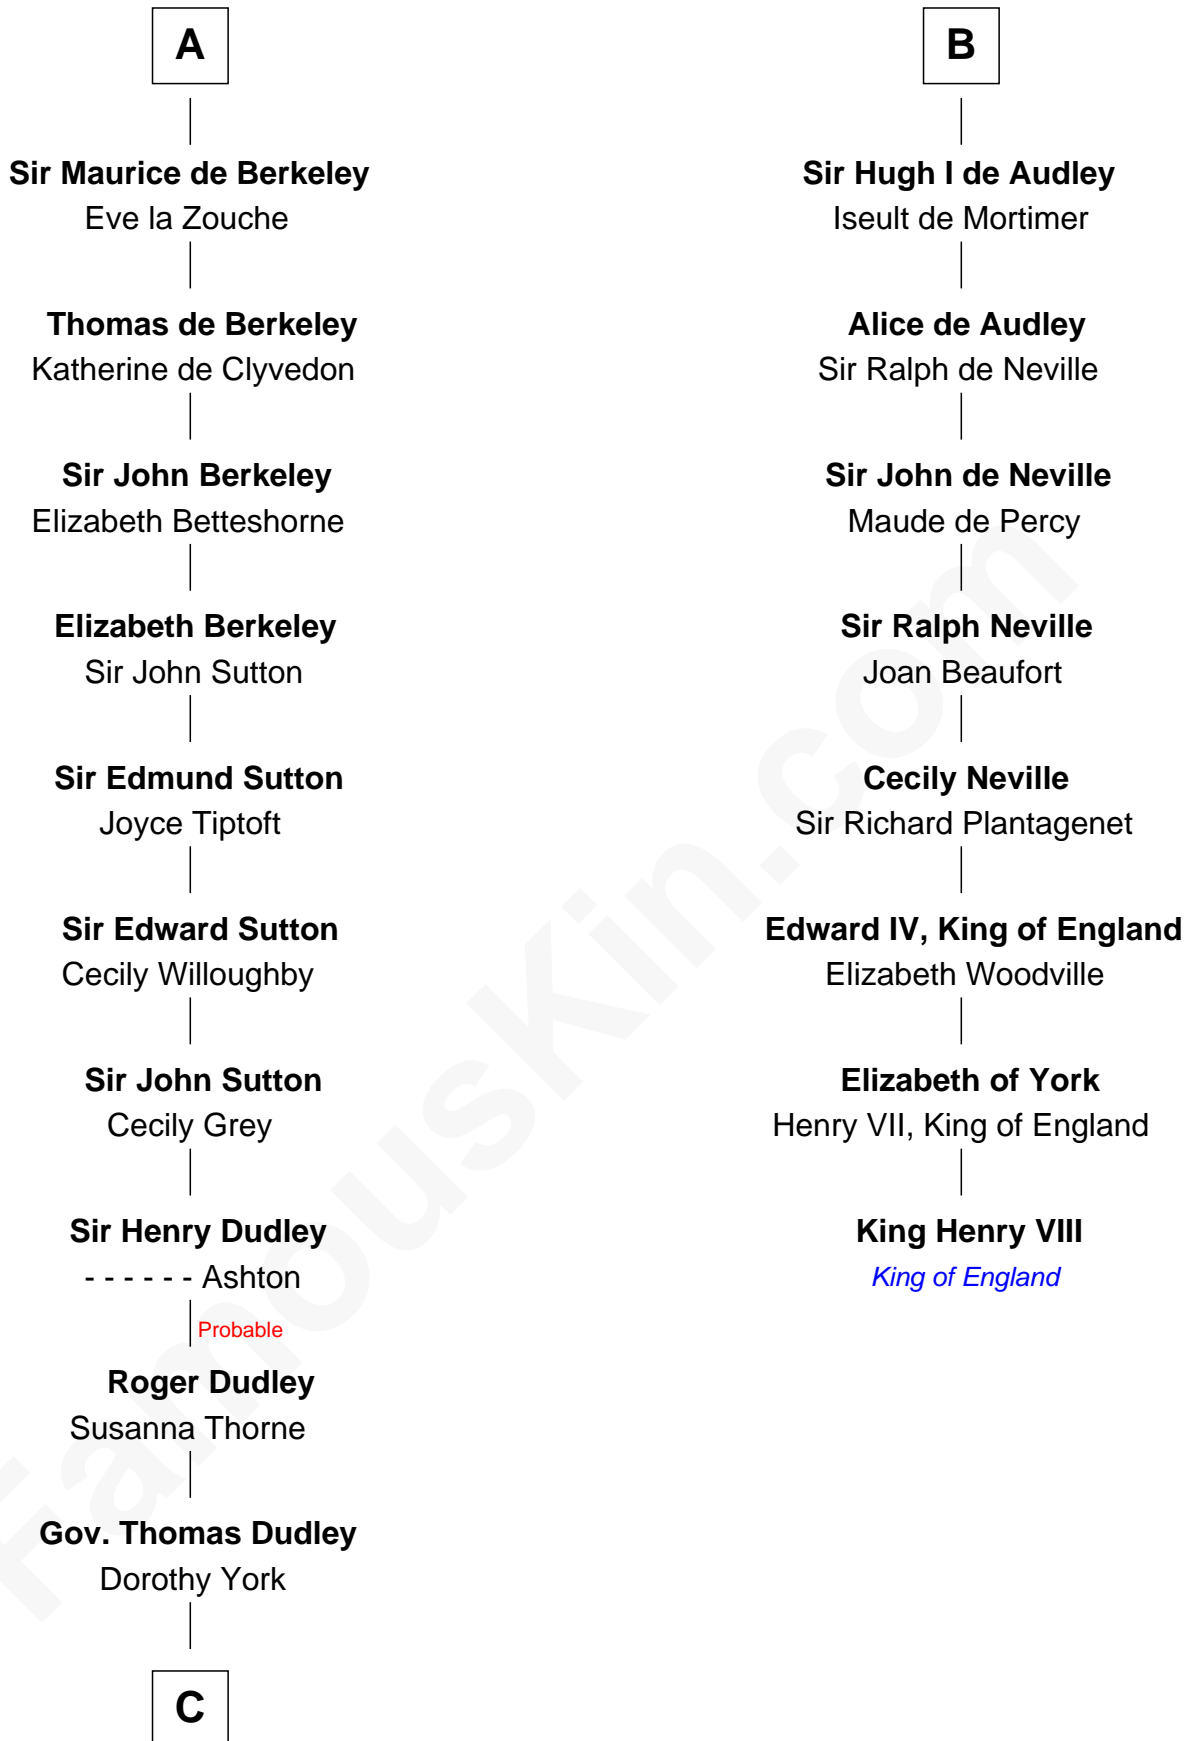 A
Sir Maurice de Berkeley
Eve la Zouche
Thomas de Berkeley
Katherine de Clyvedon
Sir John Berkeley
Elizabeth Betteshorne
Elizabeth Berkeley
Sir John Sutton
Sir Edmund Sutton
Joyce Tiptoft
Sir Edward Sutton
Cecily Willoughby
Sir John Sutton
Cecily Grey
Sir Henry Dudley
- - - - - - Ashton
Probable
Roger Dudley
Susanna Thorne
Gov. Thomas Dudley
Dorothy York
C
B
Sir Hugh I de Audley
Iseult de Mortimer
Alice de Audley
Sir Ralph de Neville
Sir John de Neville
Maude de Percy
Sir Ralph Neville
Joan Beaufort
Cecily Neville
Sir Richard Plantagenet
Edward IV, King of England
Elizabeth Woodville
Elizabeth of York
Henry VII, King of England
King Henry VIII
King of England
FamousKin.com